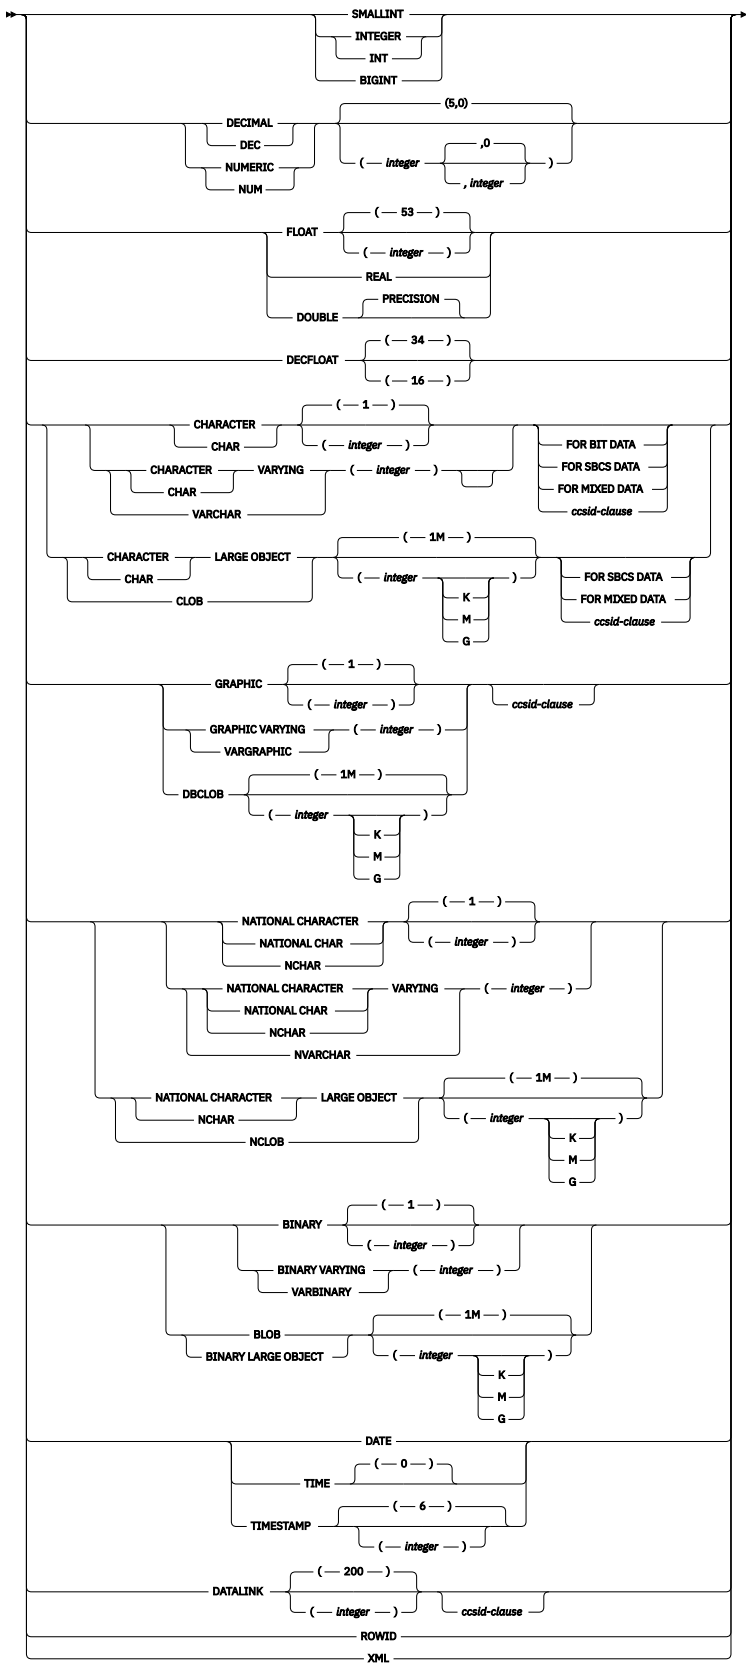 SMALLINT
INTEGER
INT
BIGINT
(5,0)
DECIMAL
DEC
,0
NUMERIC
( integer )
NUM
, integer
( 53 )
FLOAT
( integer )
REAL
PRECISION
DOUBLE
( 34 )
DECFLOAT
( 16 )
( 1 )
CHARACTER
CHAR
( integer )
FOR BIT DATA
CHARACTER VARYING ( integer )
FOR SBCS DATA
CHAR
FOR MIXED DATA
VARCHAR
ccsid-clause
( 1M )
CHARACTER LARGE OBJECT
CHAR
( integer )
FOR SBCS DATA
CLOB
K
FOR MIXED DATA
M
ccsid-clause
G
( 1 )
GRAPHIC
( integer )
ccsid-clause
GRAPHIC VARYING ( integer )
VARGRAPHIC
( 1M )
DBCLOB
( integer )
K
M
G
( 1 )
NATIONAL CHARACTER
NATIONAL CHAR
( integer )
NCHAR
NATIONAL CHARACTER VARYING ( integer )
NATIONAL CHAR
NCHAR
NVARCHAR
( 1M )
NATIONAL CHARACTER LARGE OBJECT
NCHAR
( integer )
NCLOB
K
M
G
( 1 )
BINARY
( integer )
BINARY VARYING ( integer )
VARBINARY
( 1M )
BLOB
BINARY LARGE OBJECT
( integer )
K
M
G
DATE
( 0 )
TIME
( 6 )
TIMESTAMP
( integer )
( 200 )
DATALINK
( integer )
ccsid-clause
ROWID
XML